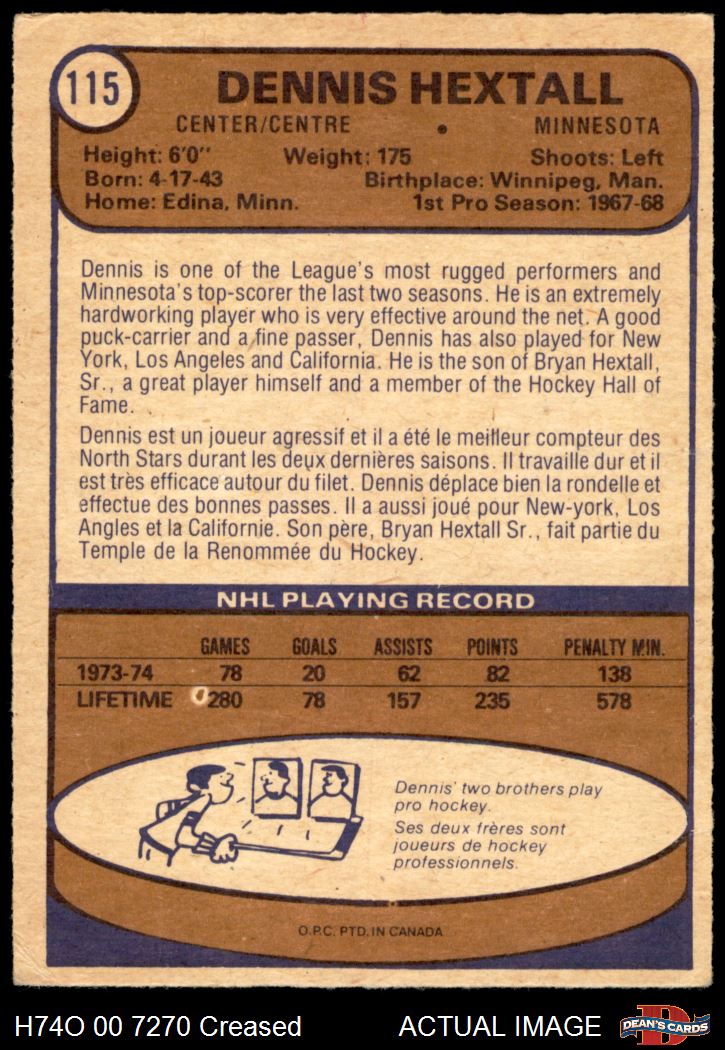 115
DENNIS HEXTALL
CENTER/CENTRE • MINNESOTA
Height: 6'0" Weight: 175 Shoots: Left
Born: 4-17-43 Birthplace: Winnipeg, Man.
Home: Edina, Minn. 1st Pro Season: 1967-68
Dennis is one of the League's most rugged performers and
Minnesota's top-scorer the last two seasons. He is an extremely
hardworking player who is very effective around the net. A good
puck-carrier and a fine passer, Dennis has also played for New
York, Los Angeles and California. He is the son of Bryan Hextall,
Sr., a great player himself and a member of the Hockey Hall of
Fame.
Dennis est un joueur agressif et il a été le meilleur compteur des
North Stars durant les deux dernières saisons. Il travaille dur et il
est très efficace autour du filet. Dennis déplace bien la rondelle et
effectue des bonnes passes. Il a aussi joué pour New-york, Los
Angles et la Californie. Son père, Bryan Hextall Sr., fait partie du
Temple de la Renommée du Hockey.
NHL PLAYING RECORD
GAMES GOALS ASSISTS POINTS PENALTY MIN.
1973-74 78 20 62 82 138
LIFETIME 280 78 157 235 578
Dennis' two brothers play
pro hockey.
Ses deux frères sont
joueurs de hockey
professionnels.
O.P.C. PTD. IN CANADA
H74O 00 7270 Creased ACTUAL IMAGE
D
DEAN'S CARDS